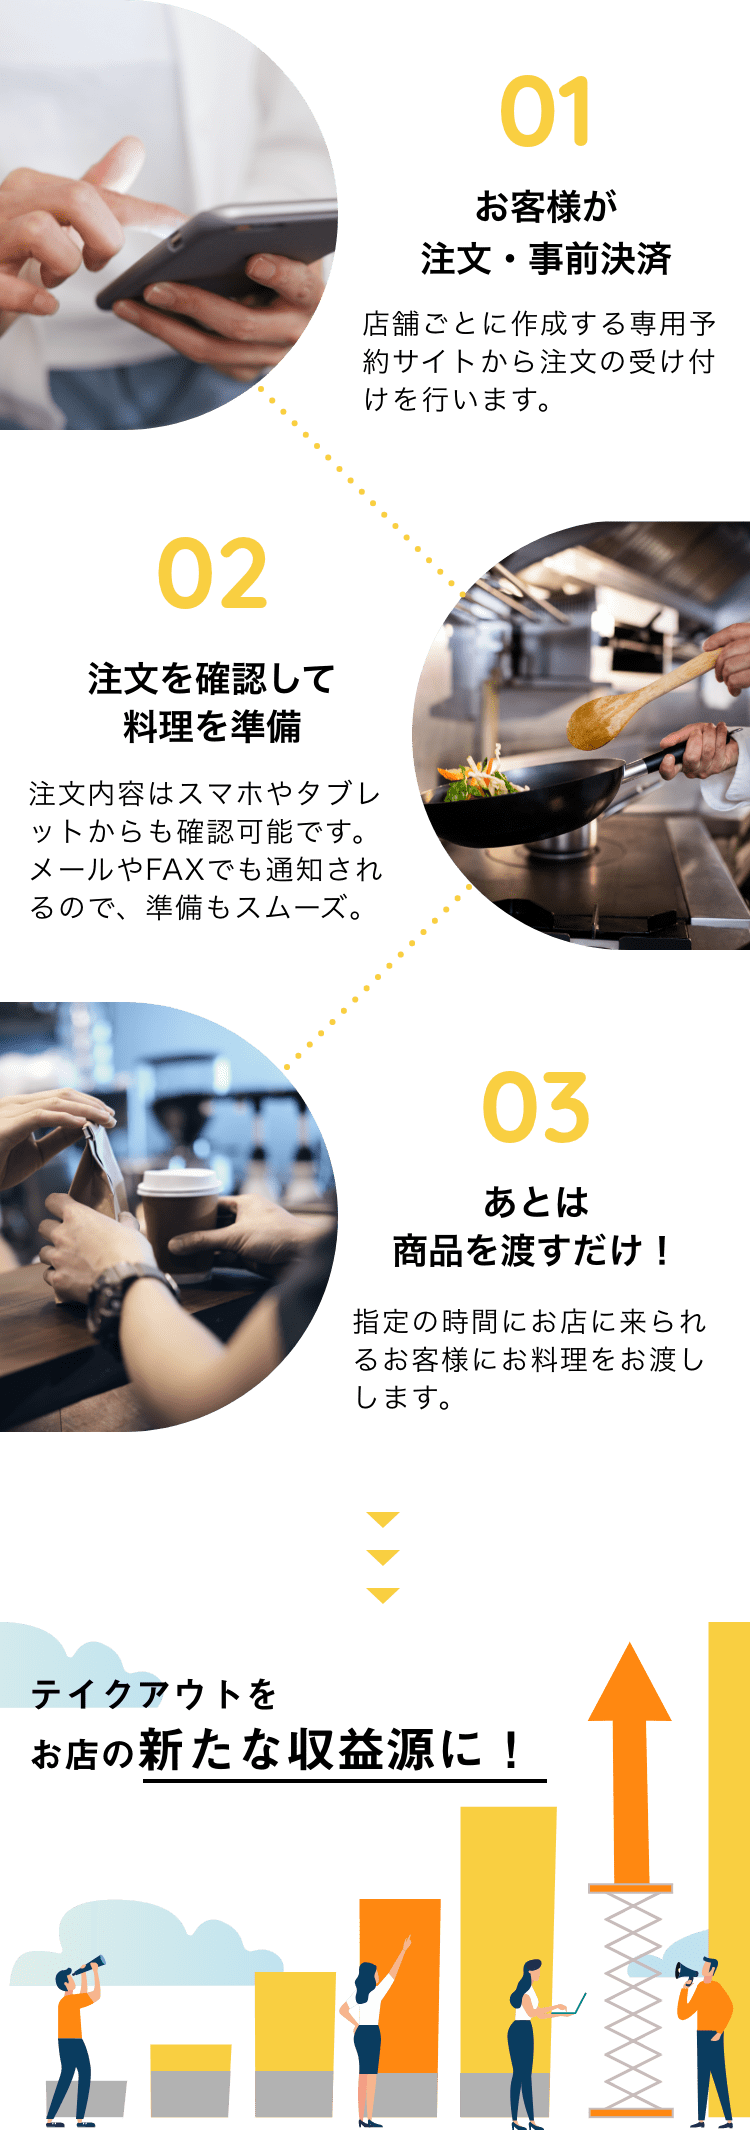 01
お客様が
注文・事前決済
店舗ごとに作成する専用予
約サイトから注文の受け付
けを行います。
02
注文を確認して
料理を準備
注文内容はスマホやタブレ
ットからも確認可能です。
メールやFAXでも通知され
るので、準備もスムーズ。
03
あとは
商品を渡すだけ！
指定の時間にお店に来られ
るお客様にお料理をお渡し
します。
テイクアウトを
お店の新たな収益源に！